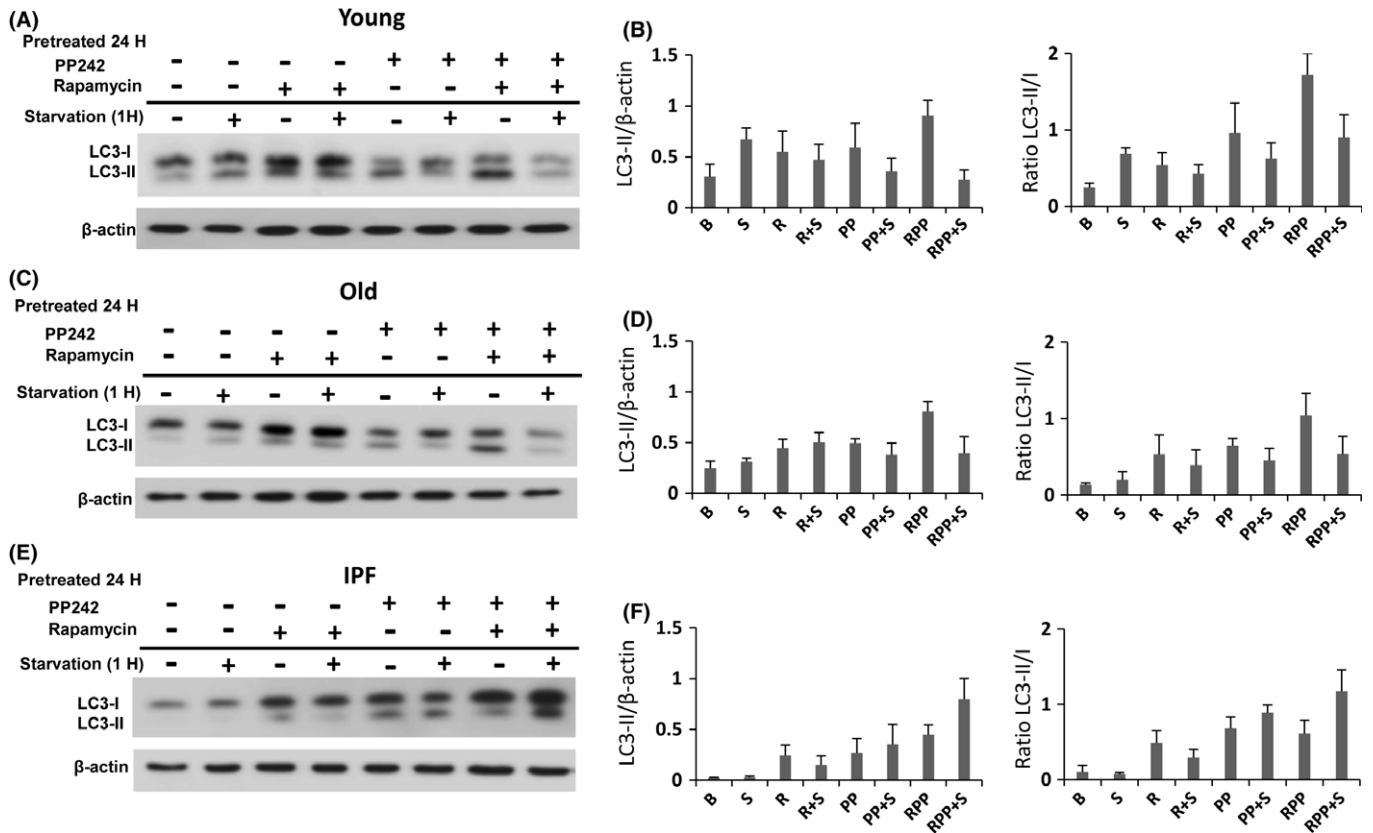 (A)
Young
Pretreated 24 H
PP242 - - - - + + + +
Rapamycin - - + + - - + +
Starvation (1H) - + - + - + - +
LC3-I
LC3-II
β-actin
(B)
LC3-II/β-actin
1.5
1
0.5
0
B S R R+S PP PP+S RPP RPP+S
Ratio LC3-II/I
2
1
0
B S R R+S PP PP+S RPP RPP+S
(C)
Old
Pretreated 24 H
PP242 - - - - + + + +
Rapamycin - - + + - - + +
Starvation (1 H) - + - + - + - +
LC3-I
LC3-II
β-actin
(D)
LC3-II/β-actin
1.5
1
0.5
0
B S R R+S PP PP+S RPP RPP+S
Ratio LC3-II/I
2
1
0
B S R R+S PP PP+S RPP RPP+S
(E)
IPF
Pretreated 24 H
PP242 - - - - + + + +
Rapamycin - - + + - - + +
Starvation (1 H) - + - + - + - +
LC3-I
LC3-II
β-actin
(F)
LC3-II/β-actin
1.5
1
0.5
0
B S R R+S PP PP+S RPP RPP+S
Ratio LC3-II/I
2
1
0
B S R R+S PP PP+S RPP RPP+S